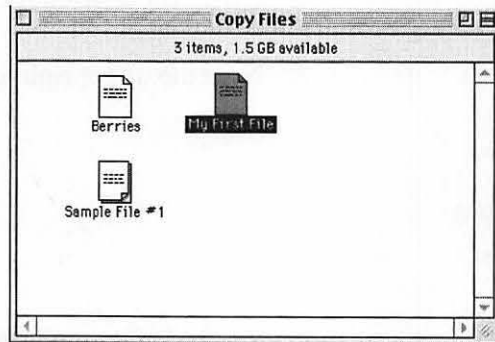 Copy Files
3 items, 1.5 GB available
Berries
My First File
Sample File #1